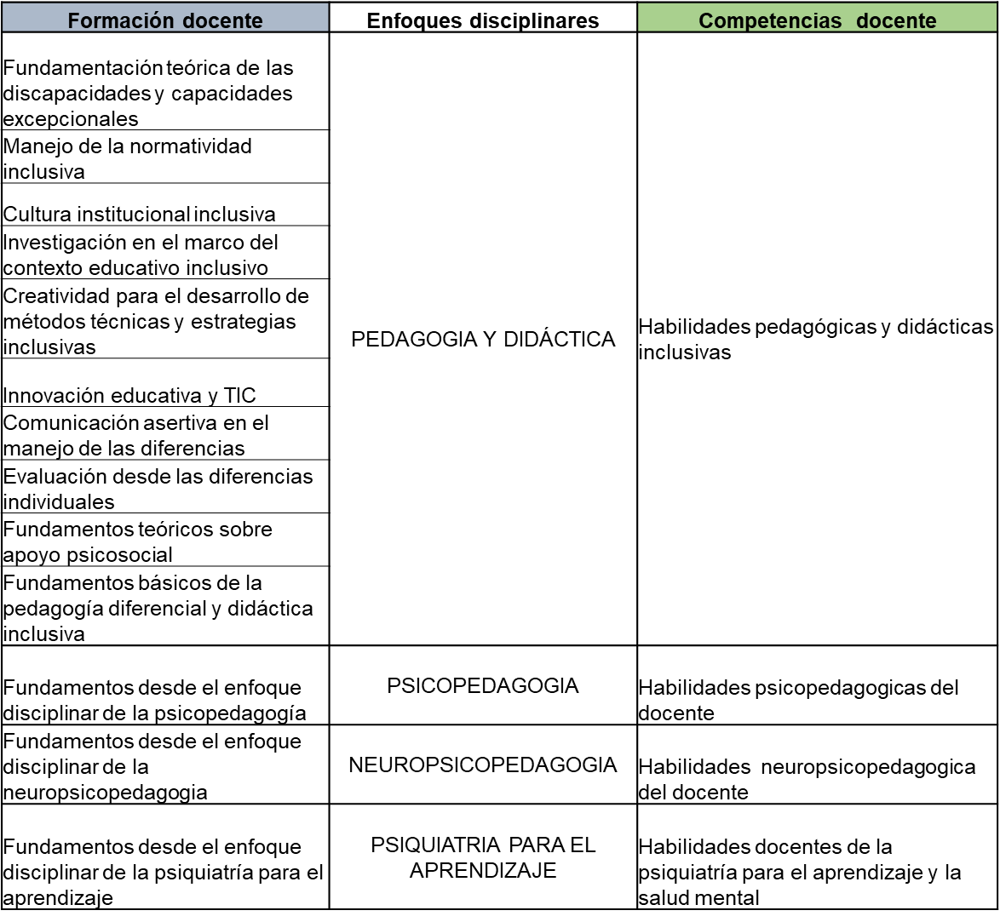 Formación docente
Enfoques disciplinares
Competencias docente
Fundamentación teórica de las
discapacidades y capacidades
excepcionales
Manejo de la normatividad
inclusiva
Cultura institucional inclusiva
Investigación en el marco del
contexto educativo inclusivo
Creatividad para el desarrollo de
métodos técnicas y estrategias
inclusivas
Innovación educativa y TIC
Comunicación asertiva en el
manejo de las diferencias
Evaluación desde las diferencias
individuales
Fundamentos teóricos sobre
apoyo psicosocial
Fundamentos básicos de la
pedagogía diferencial y didáctica
inclusiva
PEDAGOGIA Y DIDÁCTICA
Habilidades pedagógicas y didácticas
inclusivas
Fundamentos desde el enfoque
disciplinar de la psicopedagogía
PSICOPEDAGOGIA
Habilidades psicopedagogicas del
docente
Fundamentos desde el enfoque
disciplinar de la
neuropsicopedagogia
NEUROPSICOPEDAGOGIA
Habilidades neuropsicopedagogica
del docente
Fundamentos desde el enfoque
disciplinar de la psiquiatría para el
aprendizaje
PSIQUIATRIA PARA EL
APRENDIZAJE
Habilidades docentes de la
psiquiatría para el aprendizaje y la
salud mental